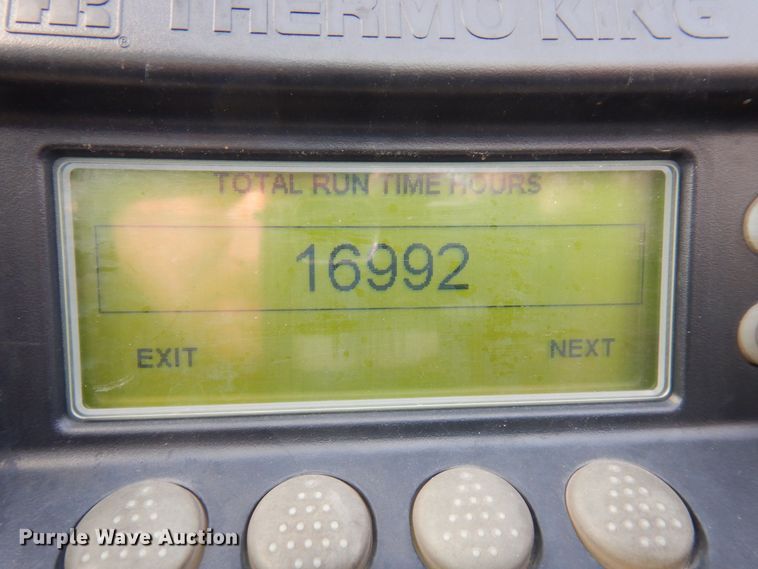 THERMO KING
®
TOTAL RUN TIME HOURS
16992
EXIT NEXT
Purple Wave Auction